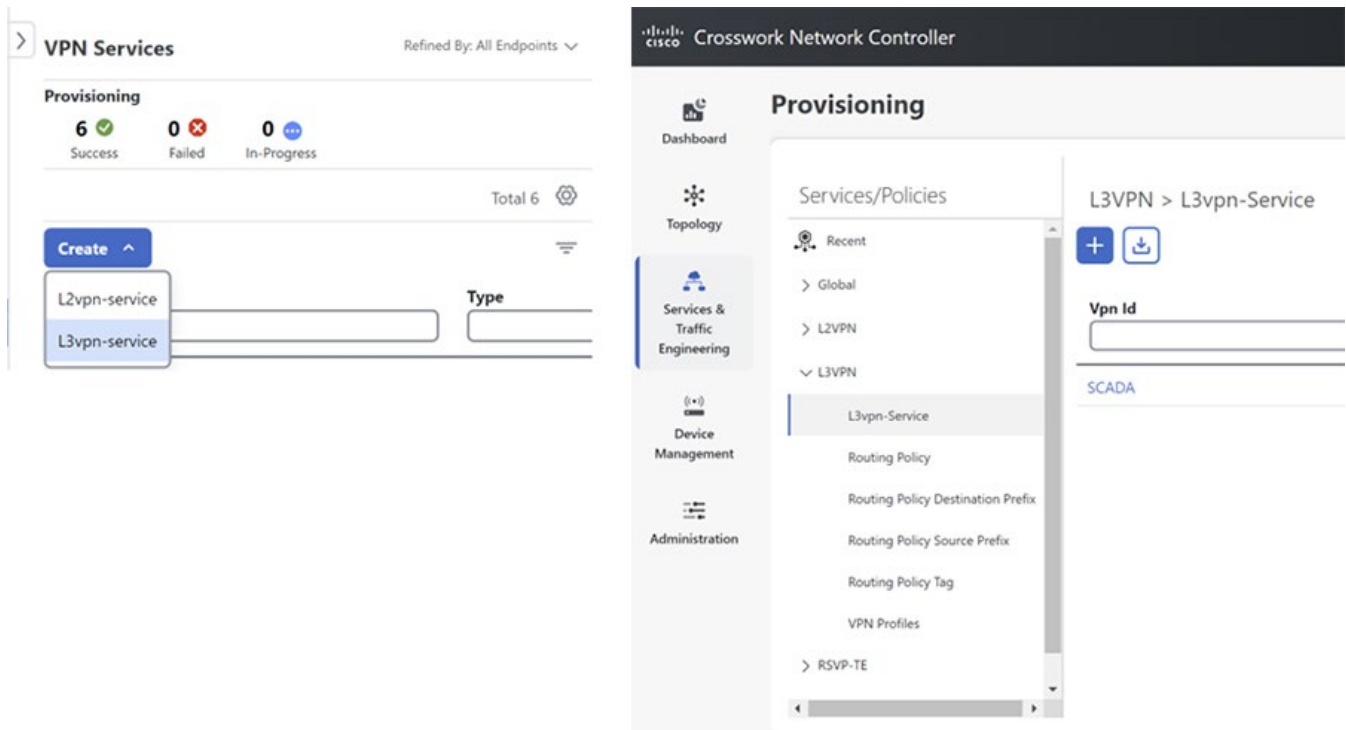 VPN Services
Refined By: All Endpoints
Provisioning
6
0
0
Success
Failed
In-Progress
Total 6
Create
L2vpn-service
L3vpn-service
Type
CISCO Crosswork Network Controller
Dashboard
Topology
Services &
Traffic
Engineering
Device
Management
Administration
Provisioning
Services/Policies
Recent
Global
L2VPN
L3VPN
L3vpn-Service
Routing Policy
Routing Policy Destination Prefix
Routing Policy Source Prefix
Routing Policy Tag
VPN Profiles
RSVP-TE
L3VPN > L3vpn-Service
Vpn Id
SCADA